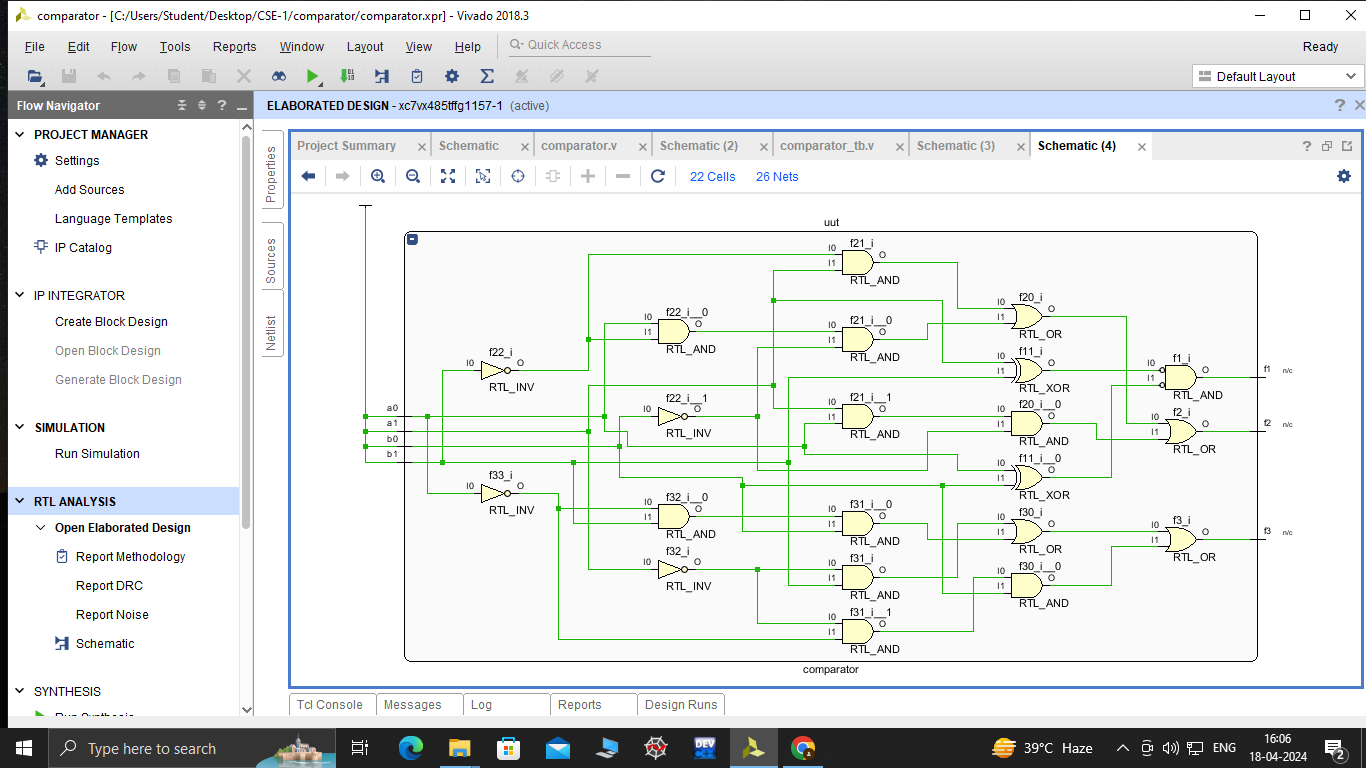 comparator - [C:/Users/Student/Desktop/CSE-1/comparator/comparator.xpr] - Vivado 2018.3
File Edit Flow Tools Reports Window Layout View Help Quick Access Ready
Default Layout
Flow Navigator
ELABORATED DESIGN - xc7vx485tffg1157-1 (active)
PROJECT MANAGER
Settings
Add Sources
Language Templates
IP Catalog
IP INTEGRATOR
Create Block Design
Open Block Design
Generate Block Design
SIMULATION
Run Simulation
RTL ANALYSIS
Open Elaborated Design
Report Methodology
Report DRC
Report Noise
Schematic
SYNTHESIS
Properties
Sources
Netlist
Project Summary Schematic comparator.v Schematic (2) comparator_tb.v Schematic (3) Schematic (4)
22 Cells 26 Nets
uut
f21_i
I0 O
I1
RTL_AND
f20_i
I0 O
I1
RTL_OR
f22_i__0
I0 O
I1
RTL_AND
f21_i__0
I0 O
I1
RTL_AND
f22_i
I0 O
RTL_INV
f11_i
I0 O
I1
RTL_XOR
f1_i
I0 O
I1
RTL_AND
f1 n/c
f22_i__1
I0 O
RTL_INV
f21_i__1
I0 O
I1
RTL_AND
f20_i__0
I0 O
I1
RTL_AND
f2_i
I0 O
I1
RTL_OR
f2 n/c
a0
a1
b0
b1
f11_i__0
I0 O
I1
RTL_XOR
f33_i
I0 O
RTL_INV
f32_i__0
I0 O
I1
RTL_AND
f31_i__0
I0 O
I1
RTL_AND
f30_i
I0 O
I1
RTL_OR
f3_i
I0 O
I1
RTL_OR
f3 n/c
f32_i
I0 O
RTL_INV
f31_i
I0 O
I1
RTL_AND
f30_i__0
I0 O
I1
RTL_AND
f31_i__1
I0 O
I1
RTL_AND
comparator
Tcl Console Messages Log Reports Design Runs
Type here to search
DEV
39°C Haze
ENG
16:06
18-04-2024
2